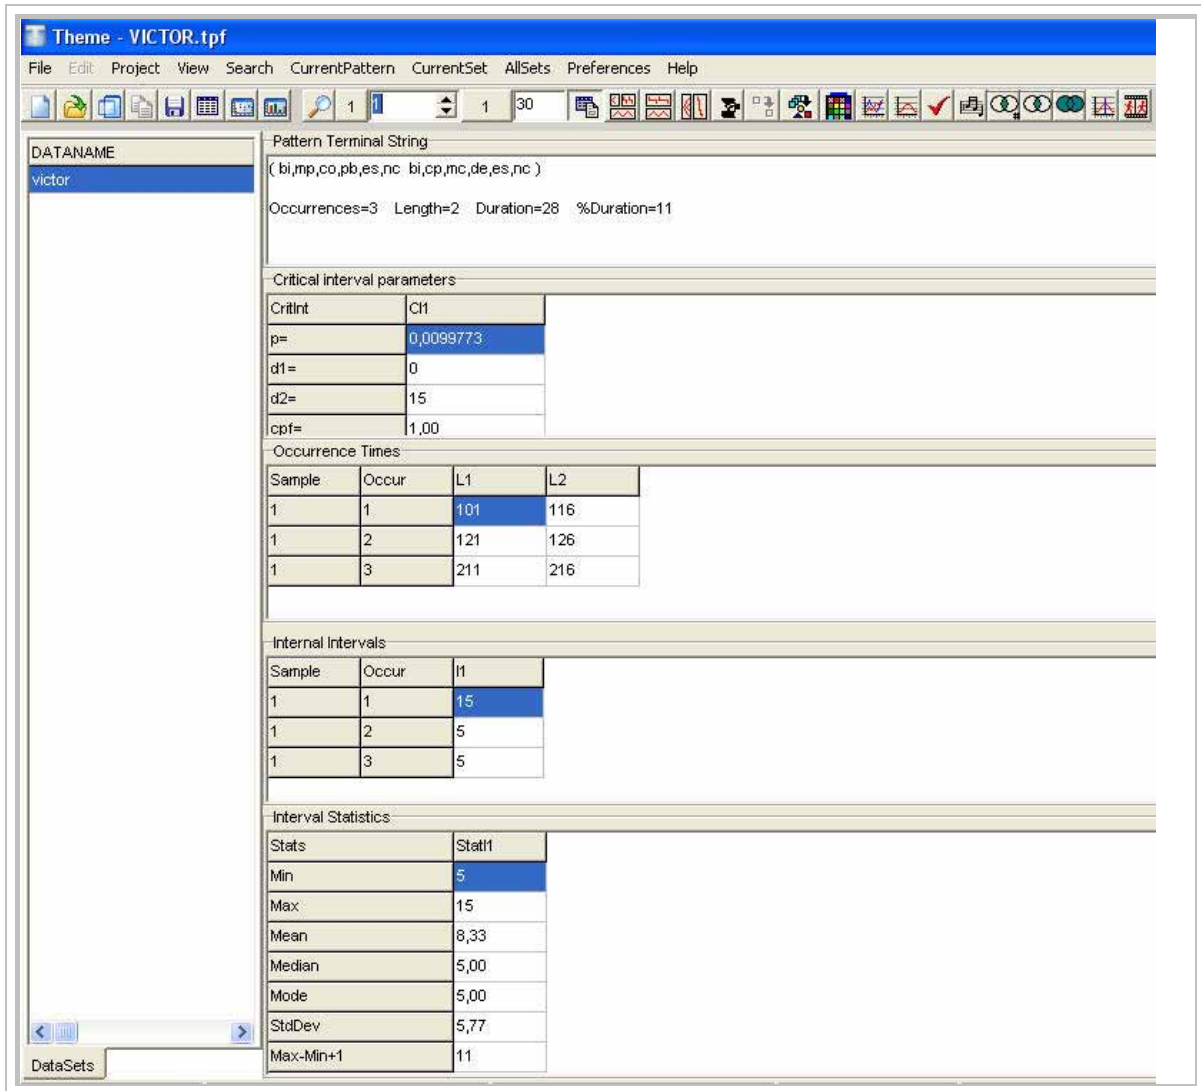 Theme - VICTOR.tpf
File Edit Project View Search CurrentPattern CurrentSet AllSets Preferences Help
1 1 1 30
DATANAME
victor
Pattern Terminal String
( bi,mp,co,pb,es,nc bi,cp,mc,de,es,nc )
Occurrences=3 Length=2 Duration=28 %Duration=11
Critical interval parameters
CritInt CI1
p= 0,0099773
d1= 0
d2= 15
cpf= 1,00
Occurrence Times
Sample Occur L1 L2
1 1 101 116
1 2 121 126
1 3 211 216
Internal Intervals
Sample Occur I1
1 1 15
1 2 5
1 3 5
Interval Statistics
Stats StatI1
Min 5
Max 15
Mean 8,33
Median 5,00
Mode 5,00
StdDev 5,77
Max-Min+1 11
DataSets